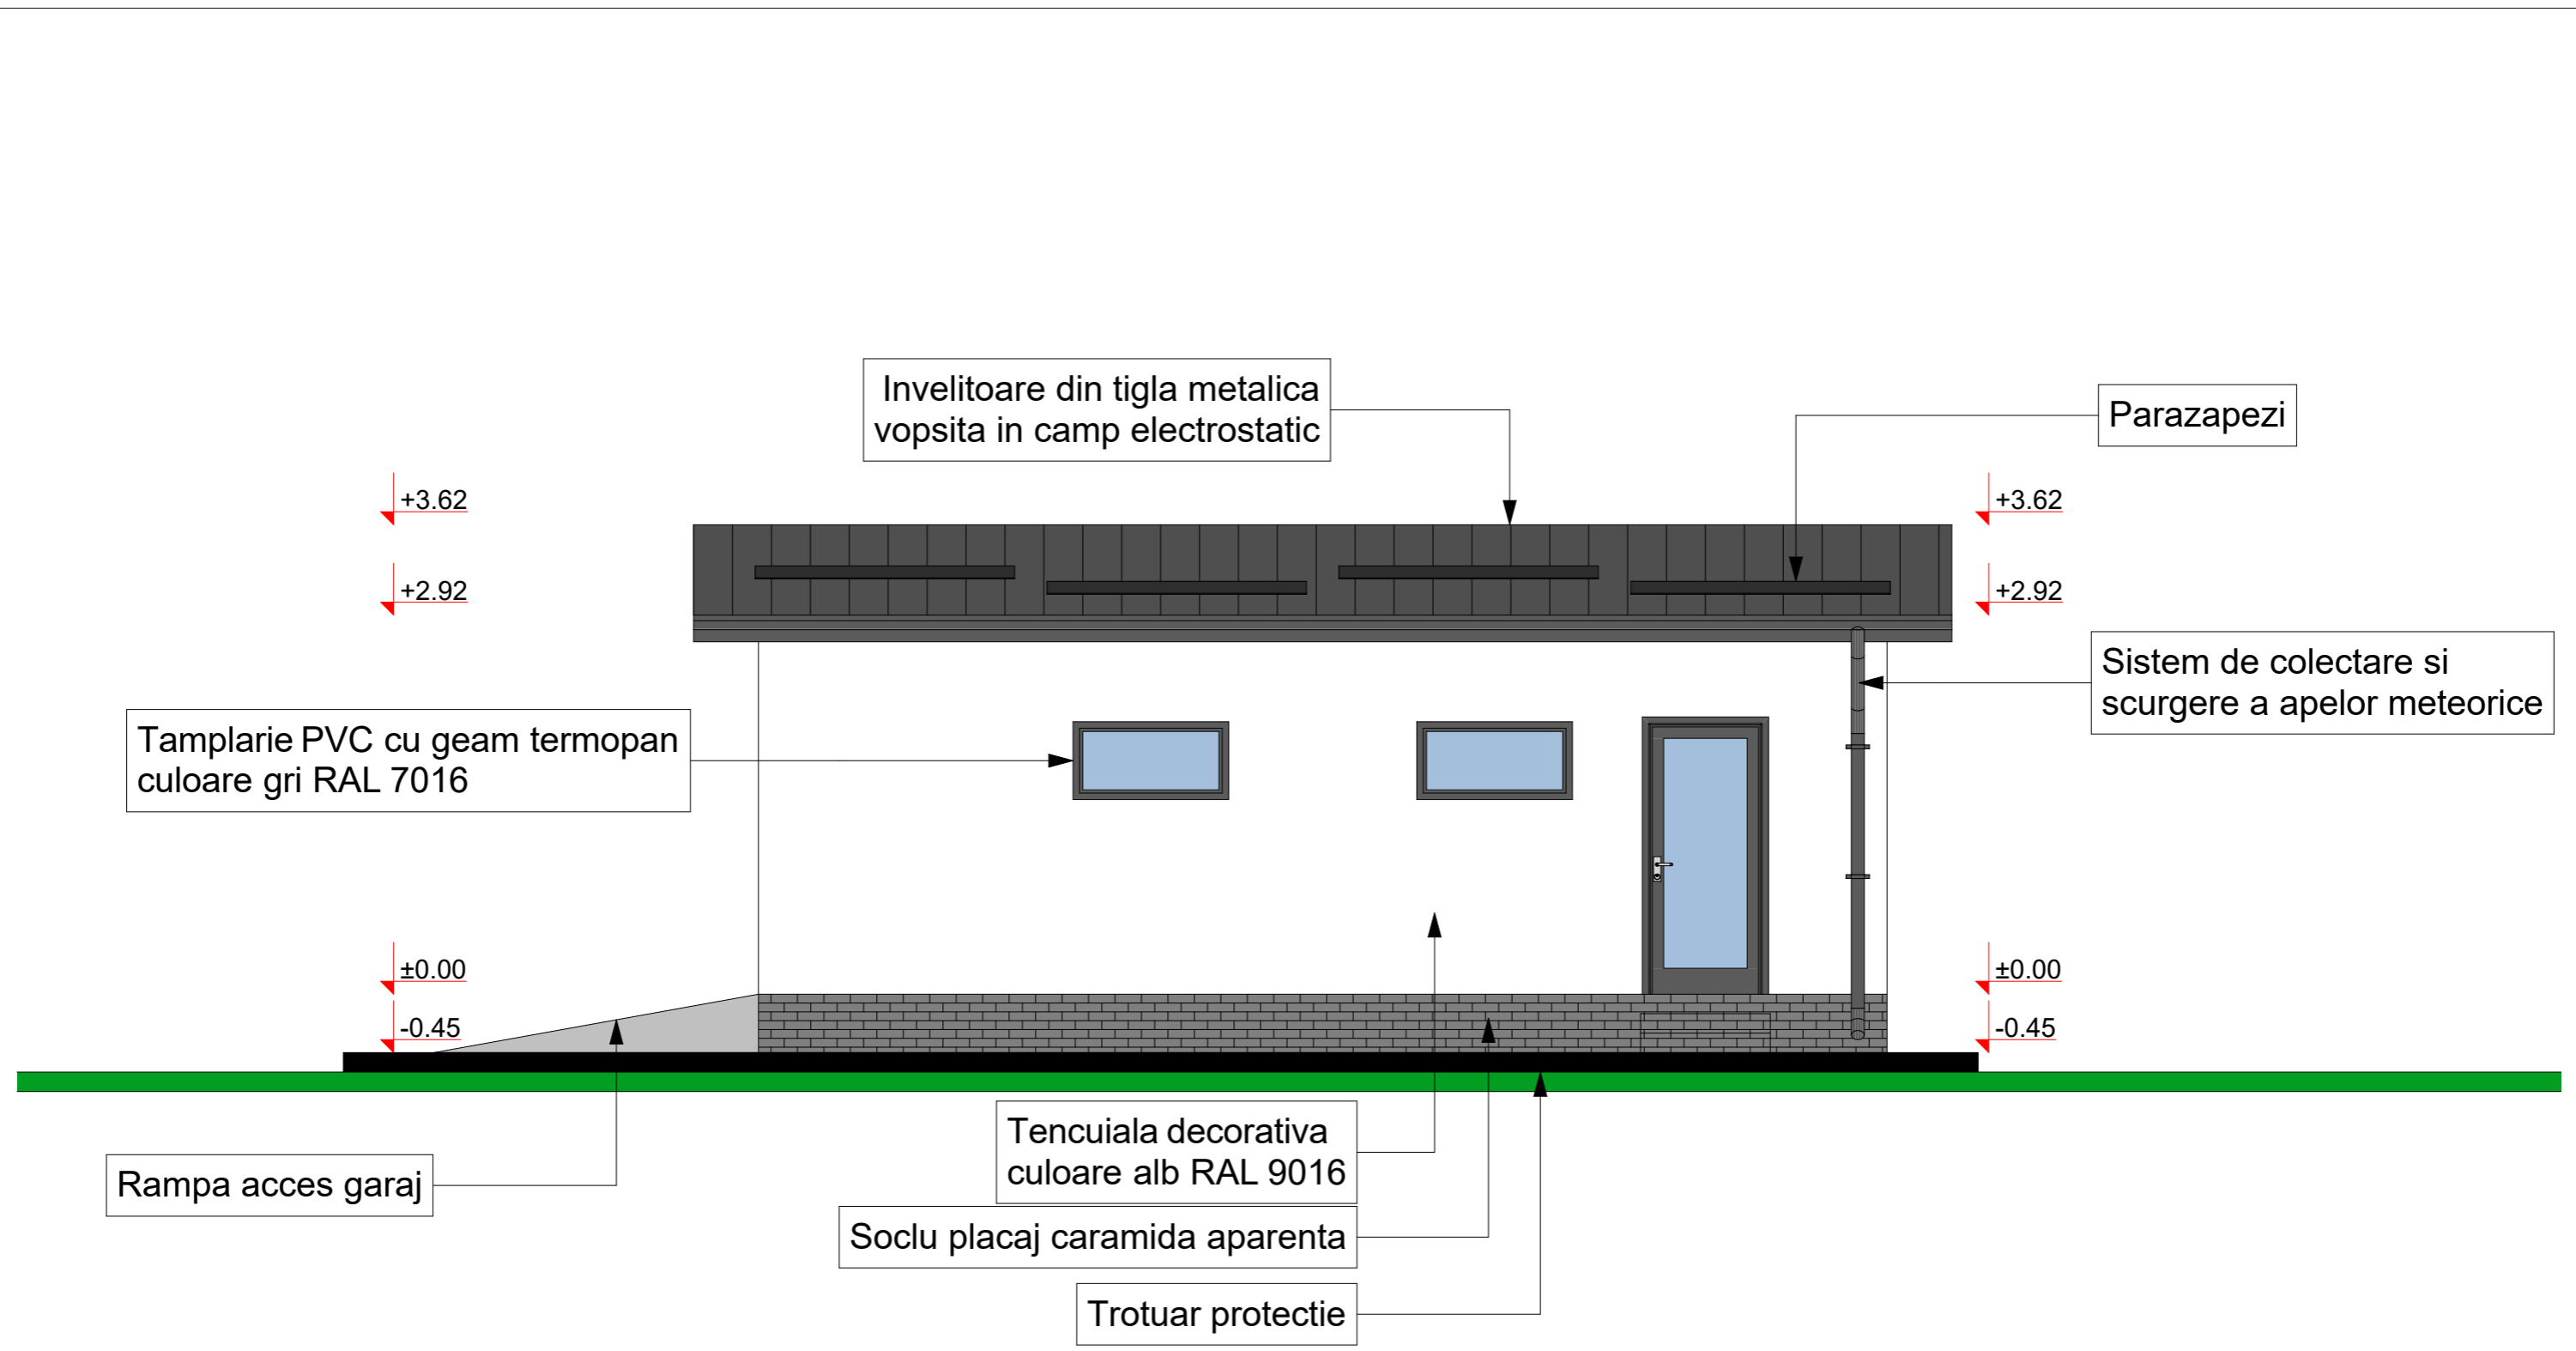 Invelitoare din tigla metalica
vopsita in camp electrostatic
Parazapezi
+3.62
+3.62
+2.92
+2.92
Sistem de colectare si
scurgere a apelor meteorice
Tamplarie PVC cu geam termopan
culoare gri RAL 7016
±0.00
±0.00
-0.45
-0.45
Tencuiala decorativa
culoare alb RAL 9016
Rampa acces garaj
Soclu placaj caramida aparenta
Trotuar protectie